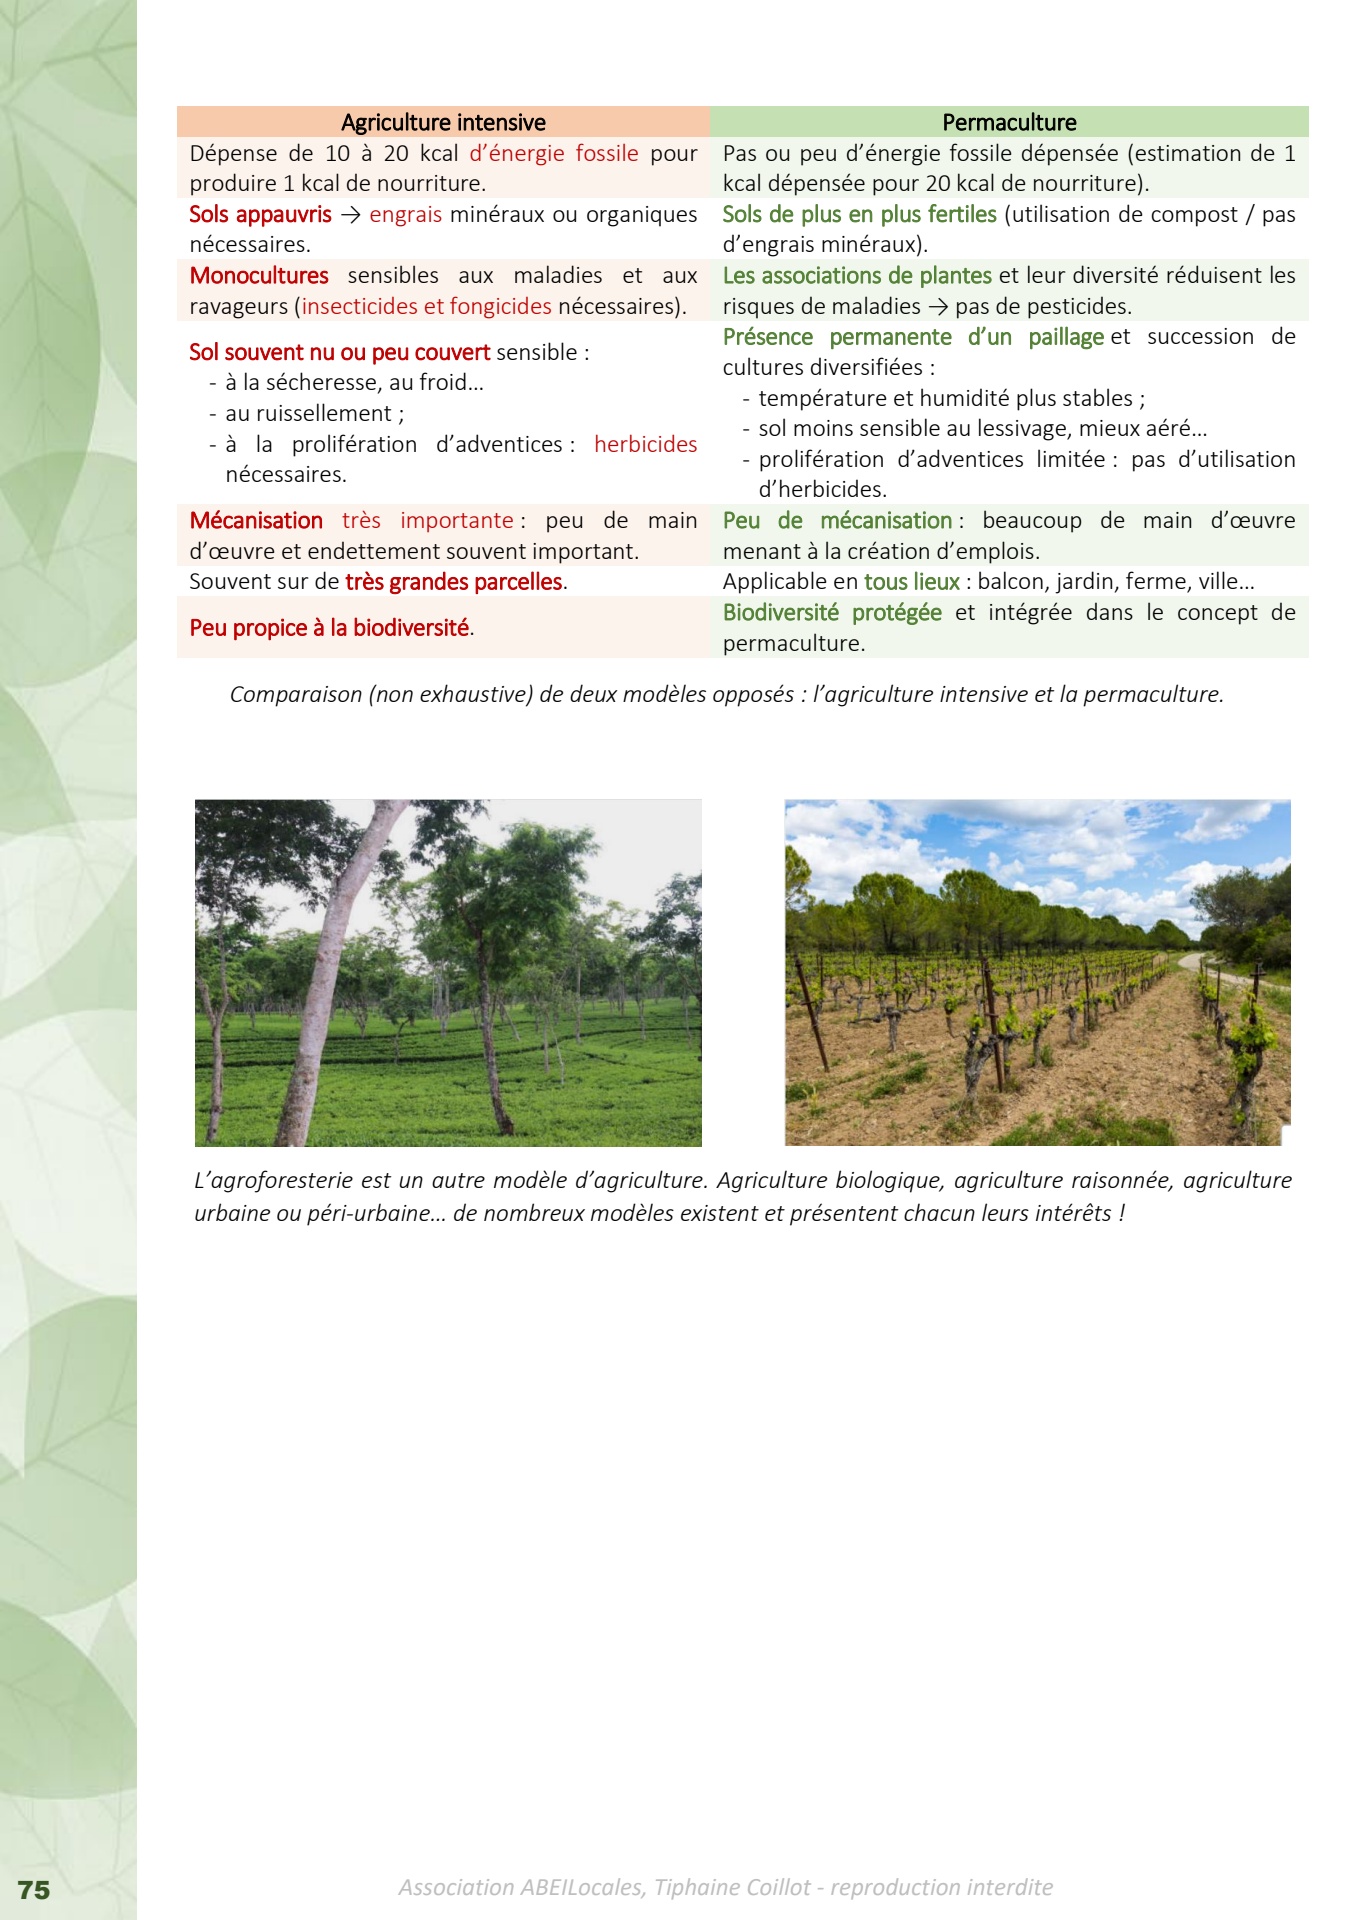 Agriculture intensive
Permaculture
Dépense de 10 à 20 kcal d’énergie fossile pour
produire 1 kcal de nourriture.
Pas ou peu d’énergie fossile dépensée (estimation de 1
kcal dépensée pour 20 kcal de nourriture).
Sols appauvris → engrais minéraux ou organiques
nécessaires.
Sols de plus en plus fertiles (utilisation de compost / pas
d’engrais minéraux).
Monocultures sensibles aux maladies et aux
ravageurs (insecticides et fongicides nécessaires).
Les associations de plantes et leur diversité réduisent les
risques de maladies → pas de pesticides.
Sol souvent nu ou peu couvert sensible :
- à la sécheresse, au froid…
- au ruissellement ;
- à la prolifération d’adventices : herbicides
nécessaires.
Présence permanente d’un paillage et succession de
cultures diversifiées :
- température et humidité plus stables ;
- sol moins sensible au lessivage, mieux aéré…
- prolifération d’adventices limitée : pas d’utilisation
d’herbicides.
Mécanisation très importante : peu de main
d’œuvre et endettement souvent important.
Peu de mécanisation : beaucoup de main d’œuvre
menant à la création d’emplois.
Souvent sur de très grandes parcelles.
Applicable en tous lieux : balcon, jardin, ferme, ville…
Peu propice à la biodiversité.
Biodiversité protégée et intégrée dans le concept de
permaculture.
Comparaison (non exhaustive) de deux modèles opposés : l’agriculture intensive et la permaculture.
L’agroforesterie est un autre modèle d’agriculture. Agriculture biologique, agriculture raisonnée, agriculture
urbaine ou péri-urbaine… de nombreux modèles existent et présentent chacun leurs intérêts !
75
Association ABEILocales, Tiphaine Coillot - reproduction interdite